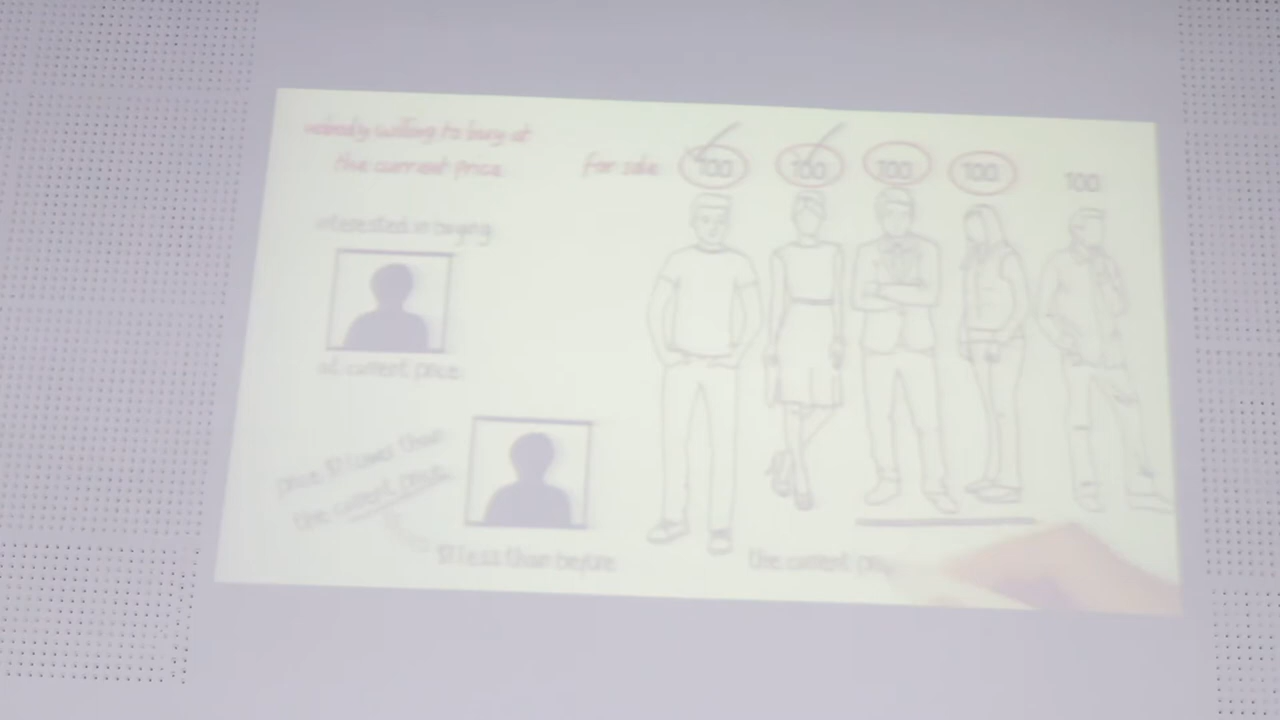 nobody willing to buy at
the current price
for sale 100 100 100 100 100
interested in buying
at current price
price $1 lower than
the current price
$1 less than before
the current pri